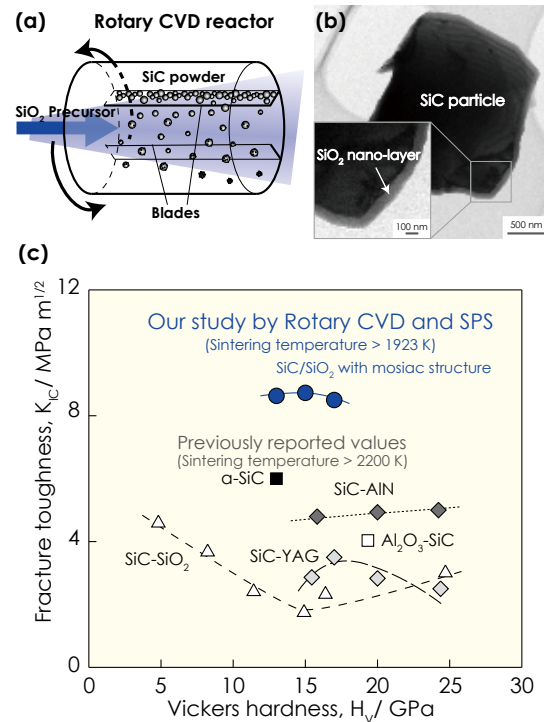 (a)
Rotary CVD reactor
SiC powder
SiO2 Precursor
Blades
(b)
SiC particle
SiO2 nano-layer
100 nm
500 nm
(c)
Fracture toughness, KIC/ MPa m1/2
12
8
4
0
Our study by Rotary CVD and SPS
(Sintering temperature > 1923 K)
SiC/SiO2 with mosiac structure
Previously reported values
(Sintering temperature > 2200 K)
a-SiC
SiC-AlN
SiC-SiO2
SiC-YAG
Al2O3-SiC
0 5 10 15 20 25 30
Vickers hardness, HV/ GPa